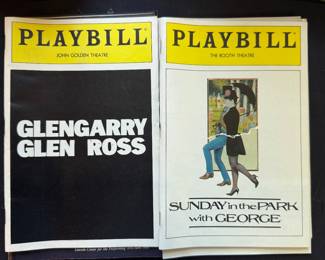 PLAYBILL
JOHN GOLDEN THEATRE
GLENGARRY
GLEN ROSS
PLAYBILL
THE BOOTH THEATRE
SUNDAY in the PARK
with GEORGE